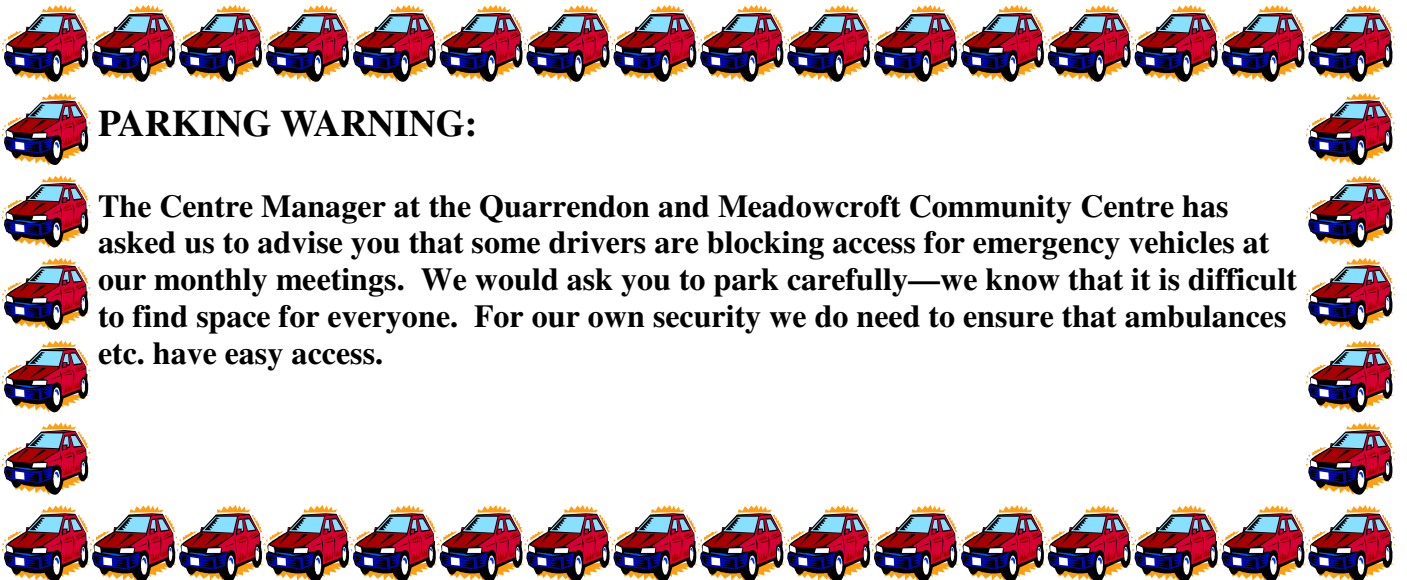 PARKING WARNING:
The Centre Manager at the Quarrendon and Meadowcroft Community Centre has
asked us to advise you that some drivers are blocking access for emergency vehicles at
our monthly meetings.  We would ask you to park carefully—we know that it is difficult
to find space for everyone.  For our own security we do need to ensure that ambulances
etc. have easy access.